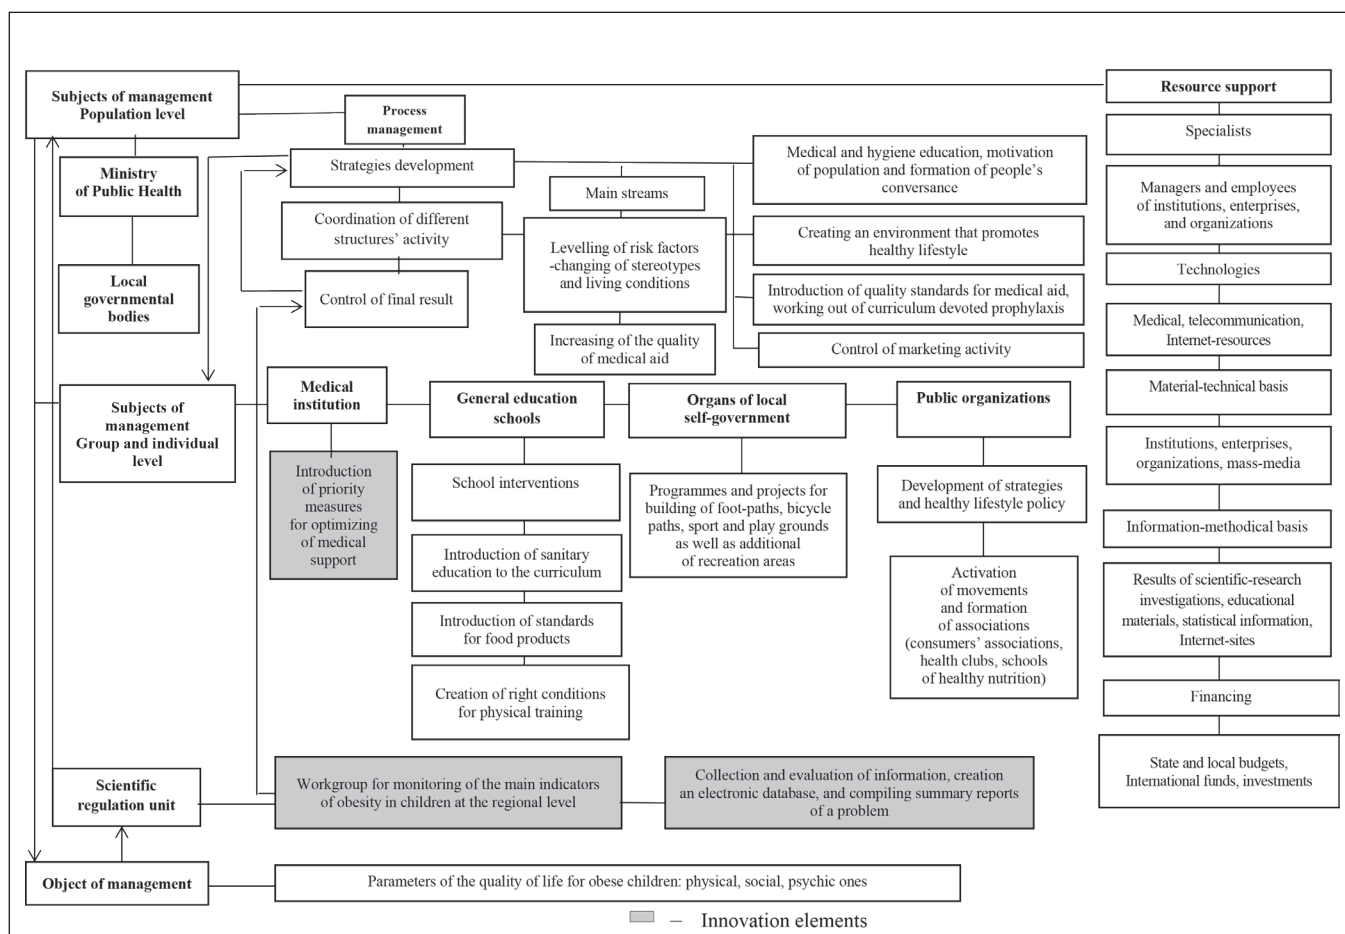 Subjects of management
Population level
Ministry
of Public Health
Local
governmental
bodies
Process
management
Strategies development
Coordination of different
structures’ activity
Control of final result
Main streams
Levelling of risk factors
-changing of stereotypes
and living conditions
Increasing of the quality
of medical aid
Medical and hygiene education, motivation
of population and formation of people’s
conversance
Creating an environment that promotes
healthy lifestyle
Introduction of quality standards for medical aid,
working out of curriculum devoted prophylaxis
Control of marketing activity
Resource support
Specialists
Managers and employees
of institutions, enterprises,
and organizations
Technologies
Medical, telecommunication,
Internet-resources
Material-technical basis
Institutions, enterprises,
organizations, mass-media
Information-methodical basis
Results of scientific-research
investigations, educational
materials, statistical information,
Internet-sites
Financing
State and local budgets,
International funds, investments
Subjects of
management
Group and individual
level
Medical
institution
Introduction
of priority
measures
for optimizing
of medical
support
General education
schools
School interventions
Introduction of sanitary
education to the curriculum
Introduction of standards
for food products
Creation of right conditions
for physical training
Organs of local
self-government
Programmes and projects for
building of foot-paths, bicycle
paths, sport and play grounds
as well as additional
of recreation areas
Public organizations
Development of strategies
and healthy lifestyle policy
Activation
of movements
and formation
of associations
(consumers’ associations,
health clubs, schools
of healthy nutrition)
Scientific
regulation unit
Workgroup for monitoring of the main indicators
of obesity in children at the regional level
Collection and evaluation of information, creation
an electronic database, and compiling summary reports
of a problem
Object of management
Parameters of the quality of life for obese children: physical, social, psychic ones
– Innovation elements